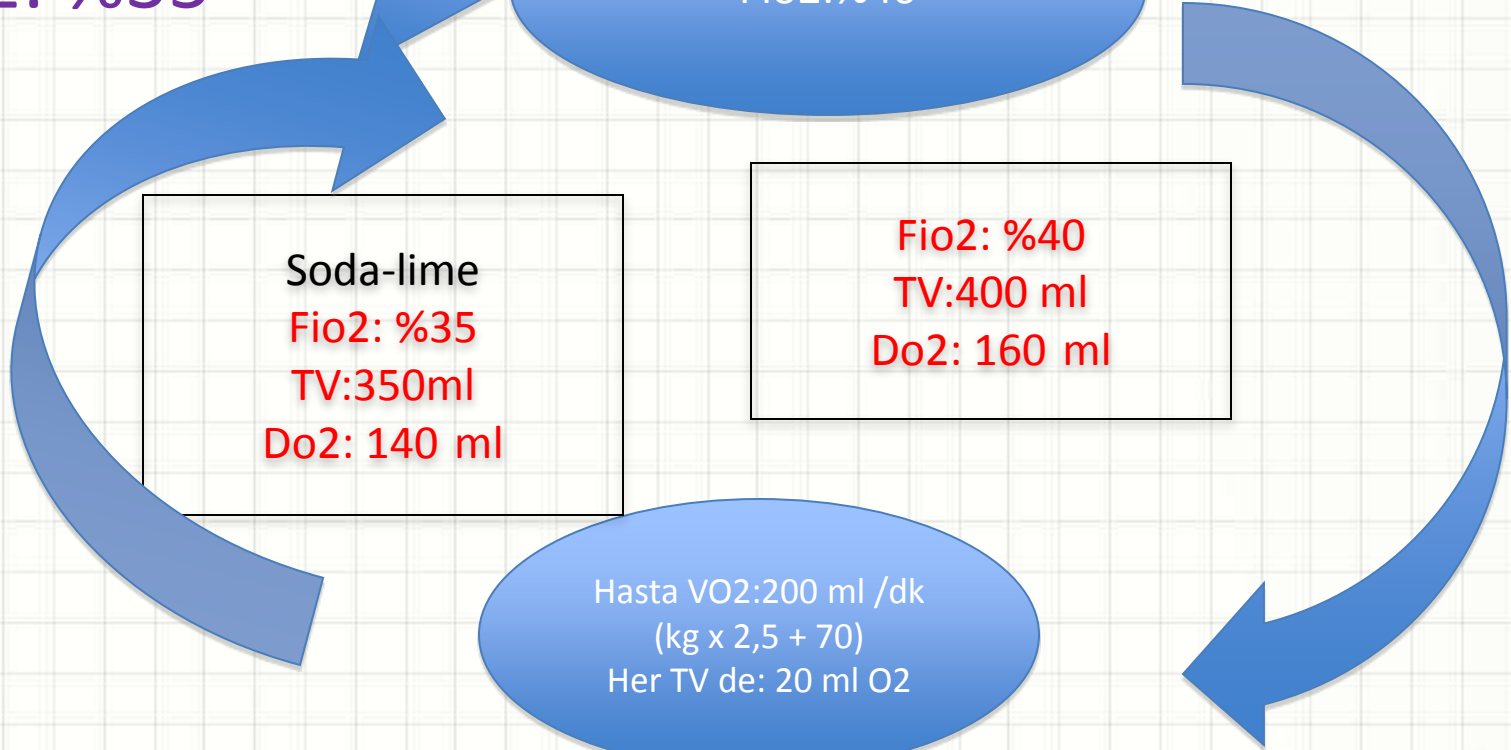 %35
Soda-lime
Fio2: %35
TV:350ml
Do2: 140 ml
Fio2: %40
TV:400 ml
Do2: 160 ml
Hasta VO2:200 ml /dk
(kg x 2,5 + 70)
Her TV de: 20 ml O2